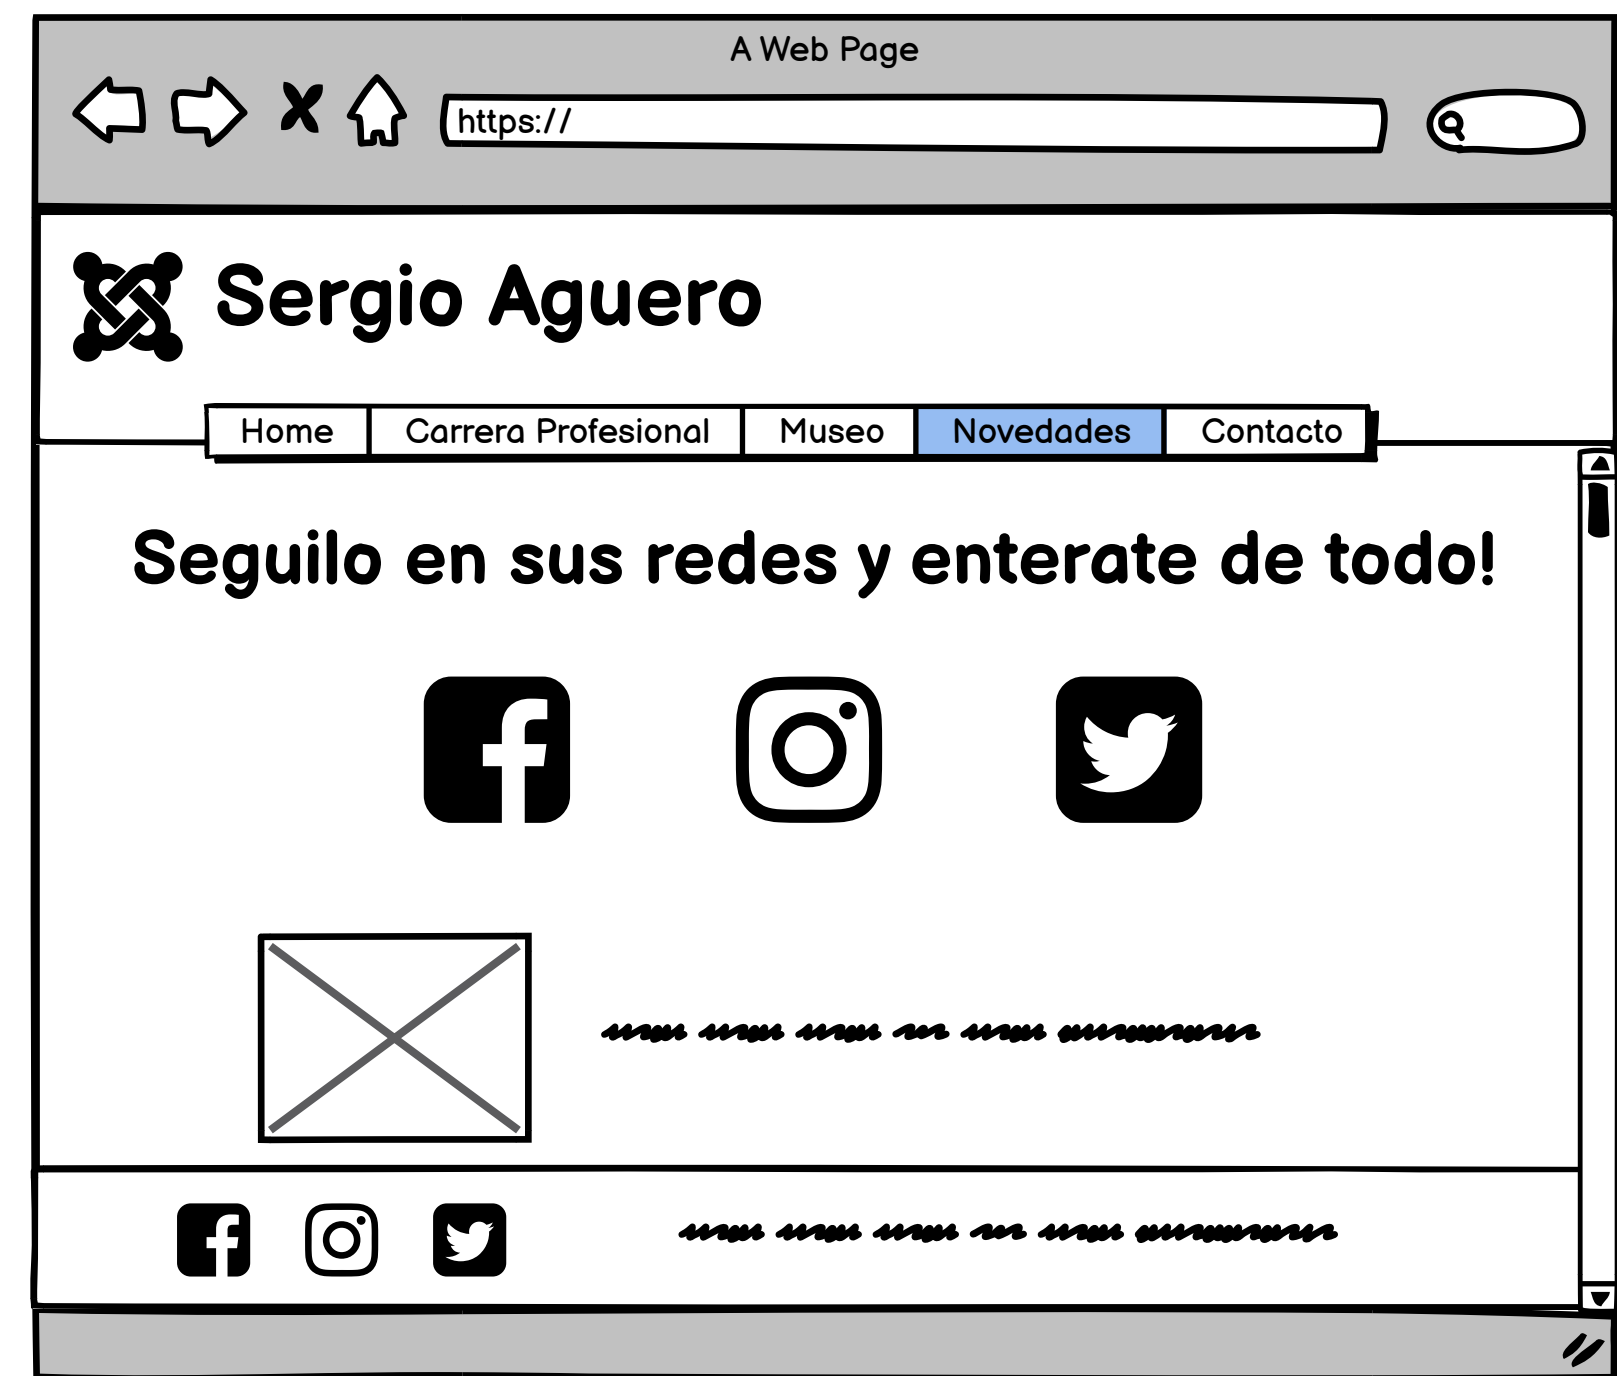 A Web Page
https://
Sergio Aguero
Home Carrera Profesional Museo Novedades Contacto
Seguilo en sus redes y enterate de todo!